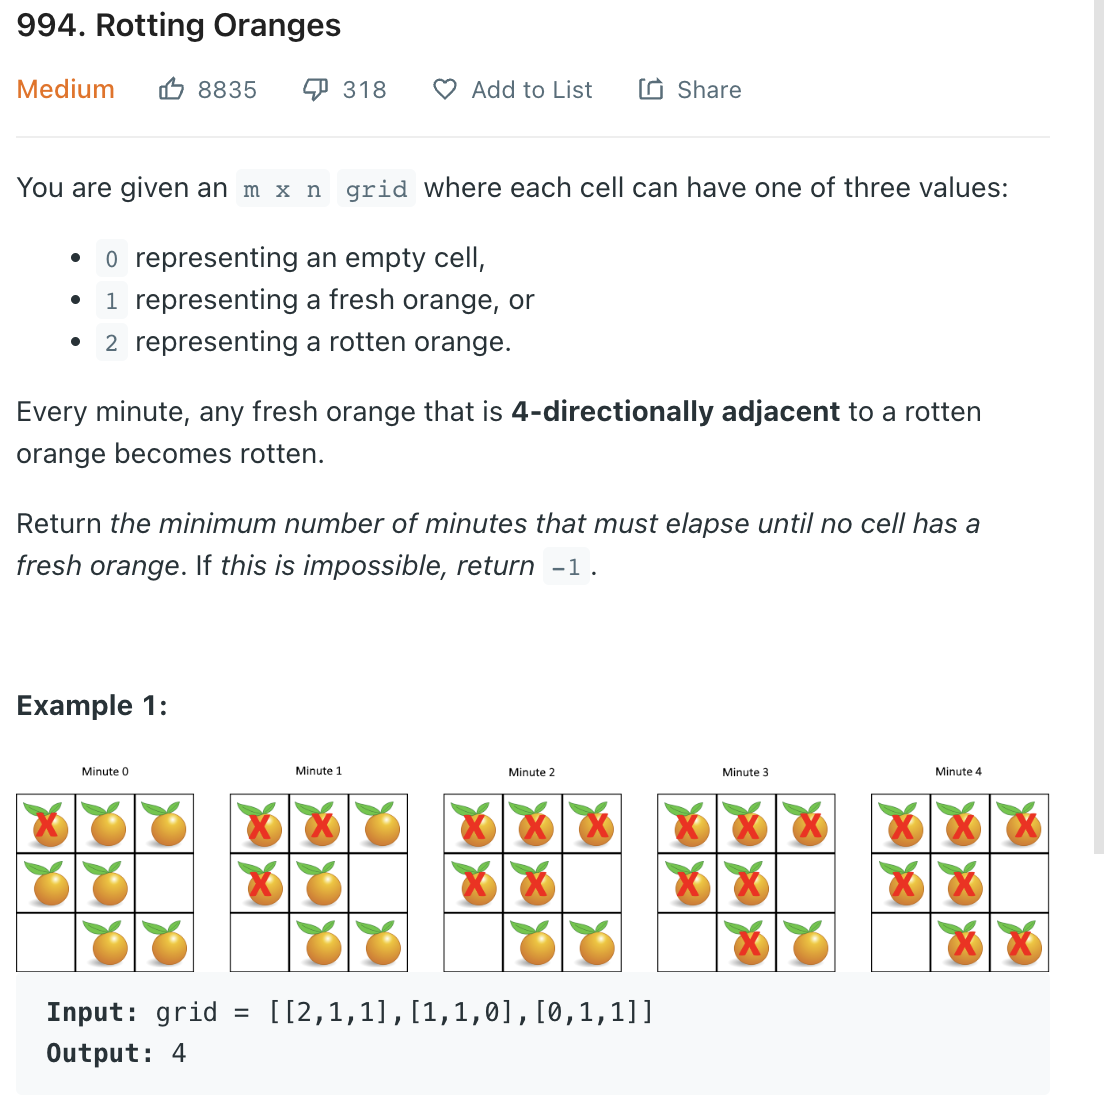 994. Rotting Oranges
Medium 8835 318 Add to List Share
You are given an m x n grid where each cell can have one of three values:
• 0 representing an empty cell,
• 1 representing a fresh orange, or
• 2 representing a rotten orange.
Every minute, any fresh orange that is 4-directionally adjacent to a rotten
orange becomes rotten.
Return the minimum number of minutes that must elapse until no cell has a
fresh orange. If this is impossible, return -1.
Example 1:
Minute 0 Minute 1 Minute 2 Minute 3 Minute 4
Input: grid = [[2,1,1],[1,1,0],[0,1,1]]
Output: 4